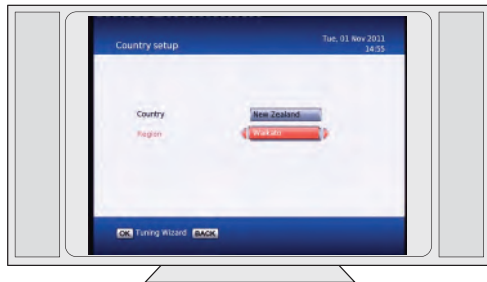 Country setup
Tue, 01 Nov 2011
14:55
Country New Zealand
Region Waikato
OK Tuning Wizard BACK